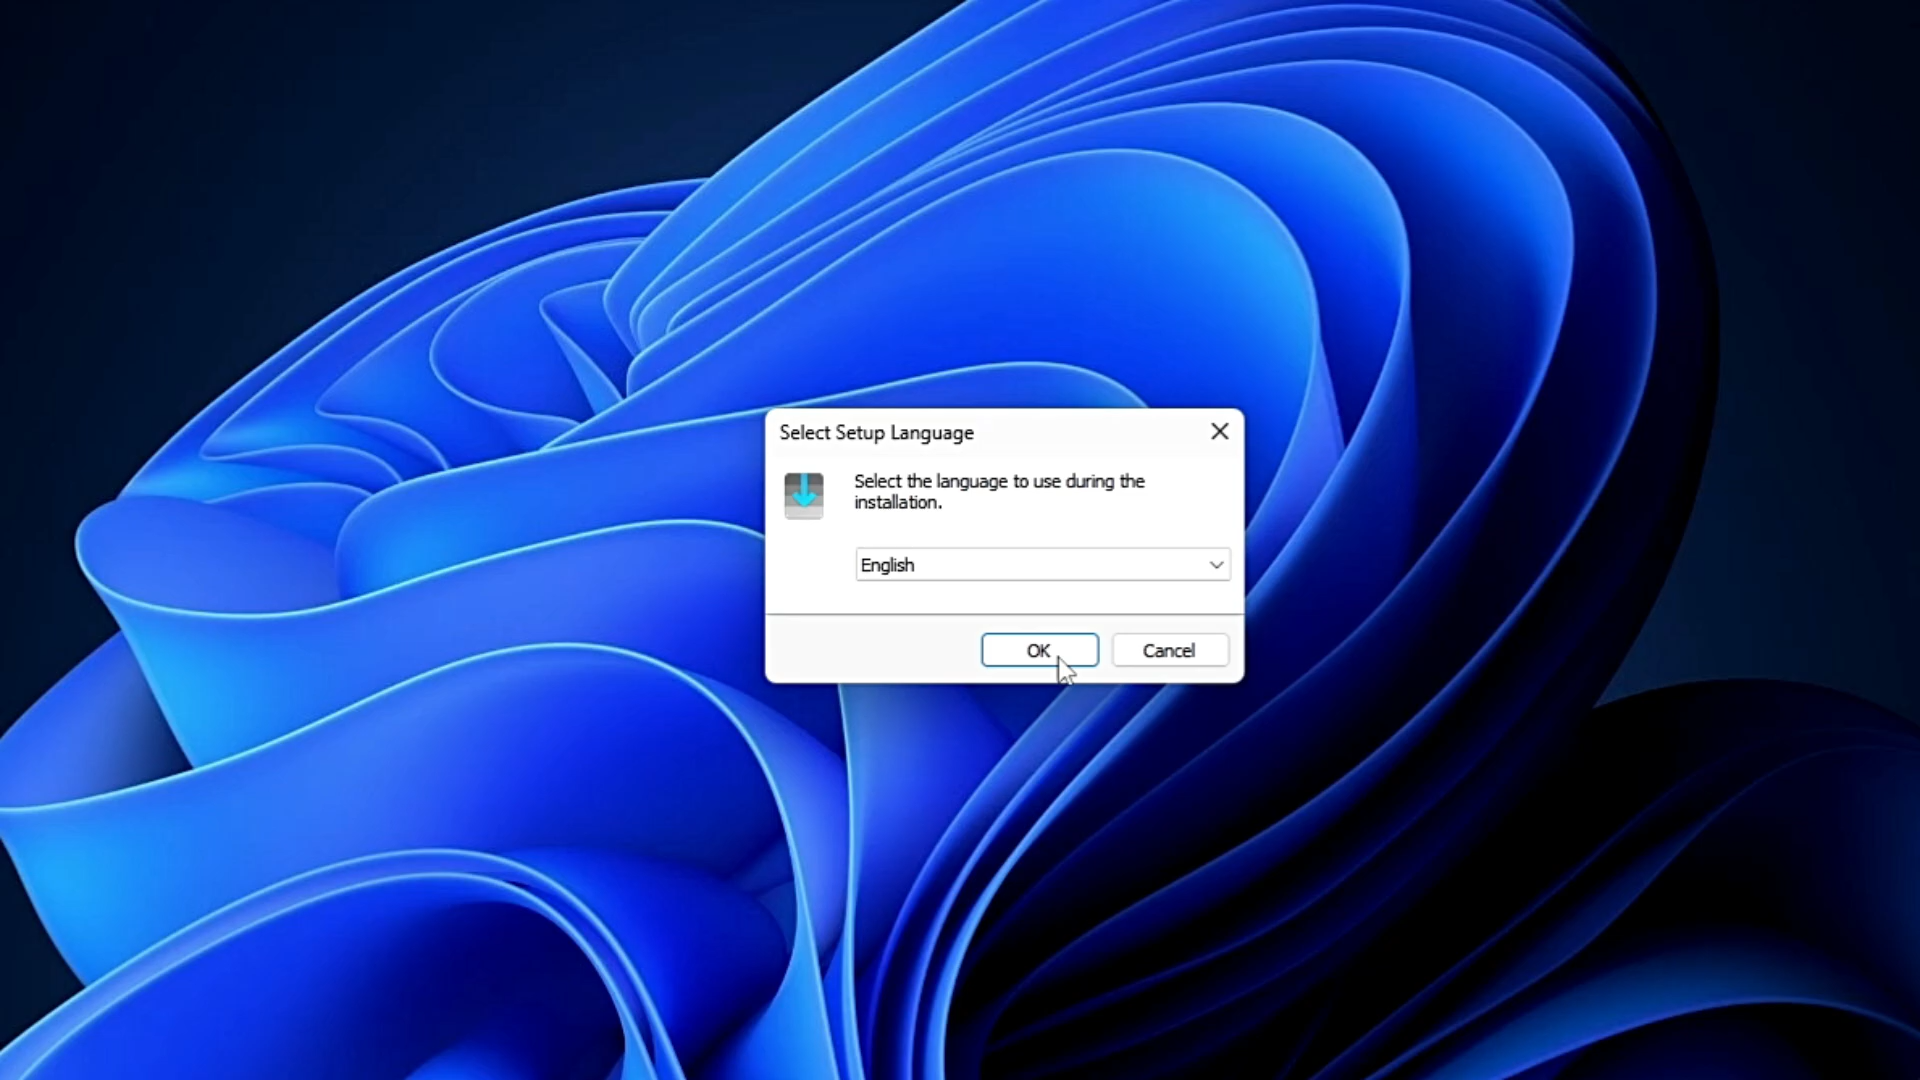 Select Setup Language
Select the language to use during the
installation.
English
OK
Cancel